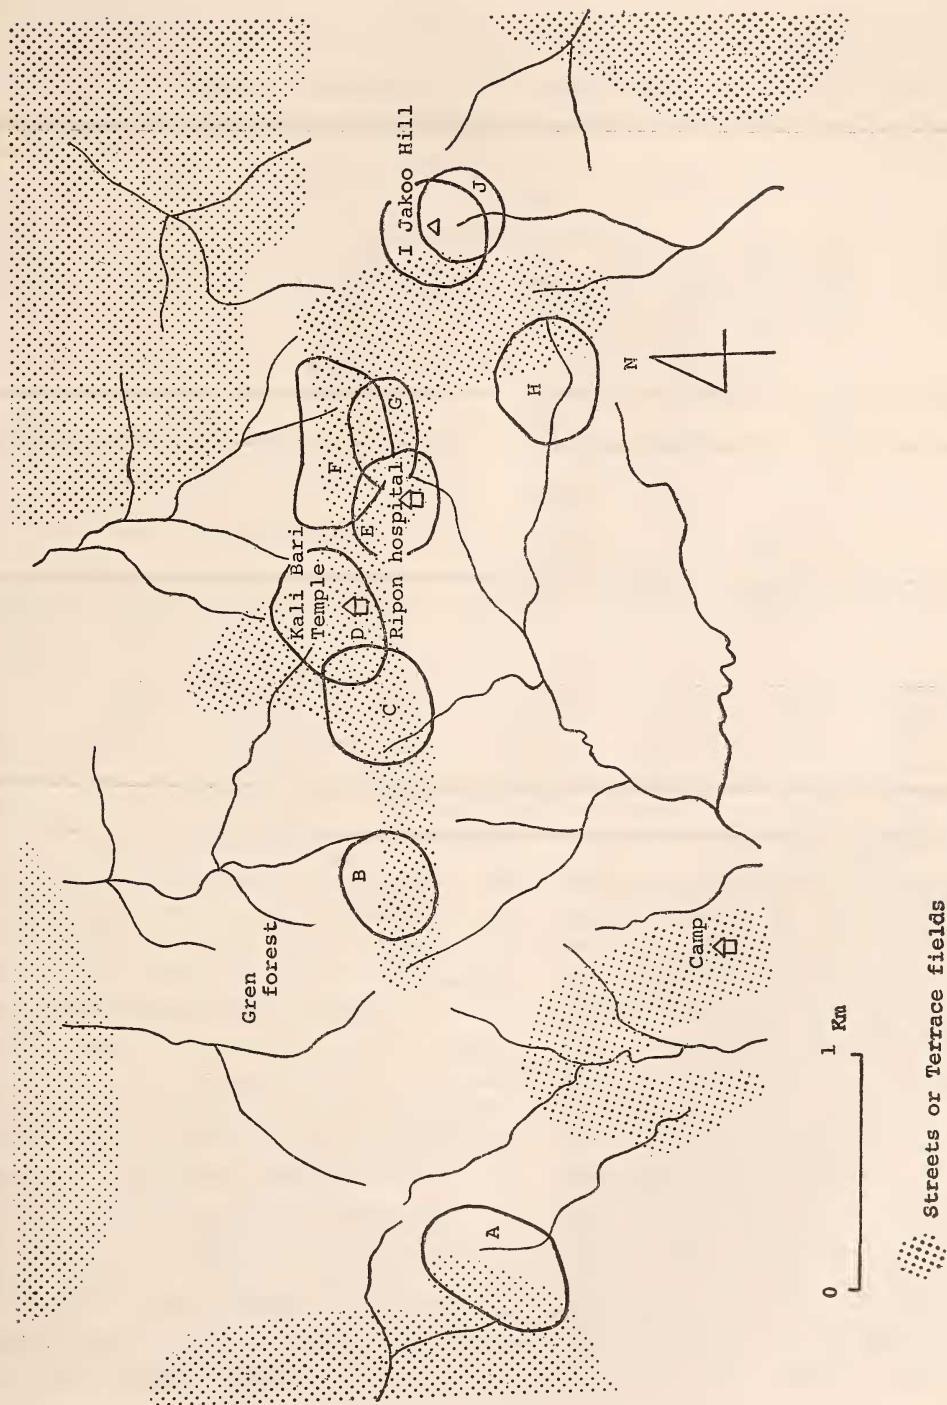 Gren
forest
Kali Bari
Temple
F
B
D
E
C
Ripon hospital
G
I Jakoo Hill
J
A
H
N
Camp
0 1
Km
Streets or Terrace fields